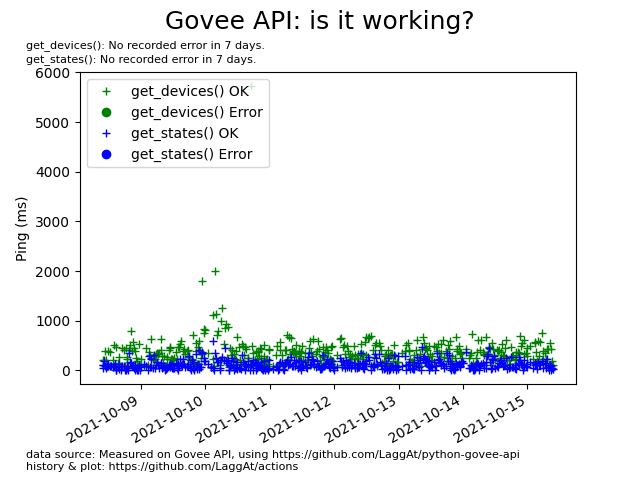 Govee API: is it working?
get_devices(): No recorded error in 7 days.
get_states(): No recorded error in 7 days.
get_devices() OK
get_devices() Error
get_states() OK
get_states() Error
Ping (ms)
6000
5000
4000
3000
2000
1000
0
2021-10-09
2021-10-10
2021-10-11
2021-10-12
2021-10-13
2021-10-14
2021-10-15
data source: Measured on Govee API, using https://github.com/LaggAt/python-govee-api
history & plot: https://github.com/LaggAt/actions